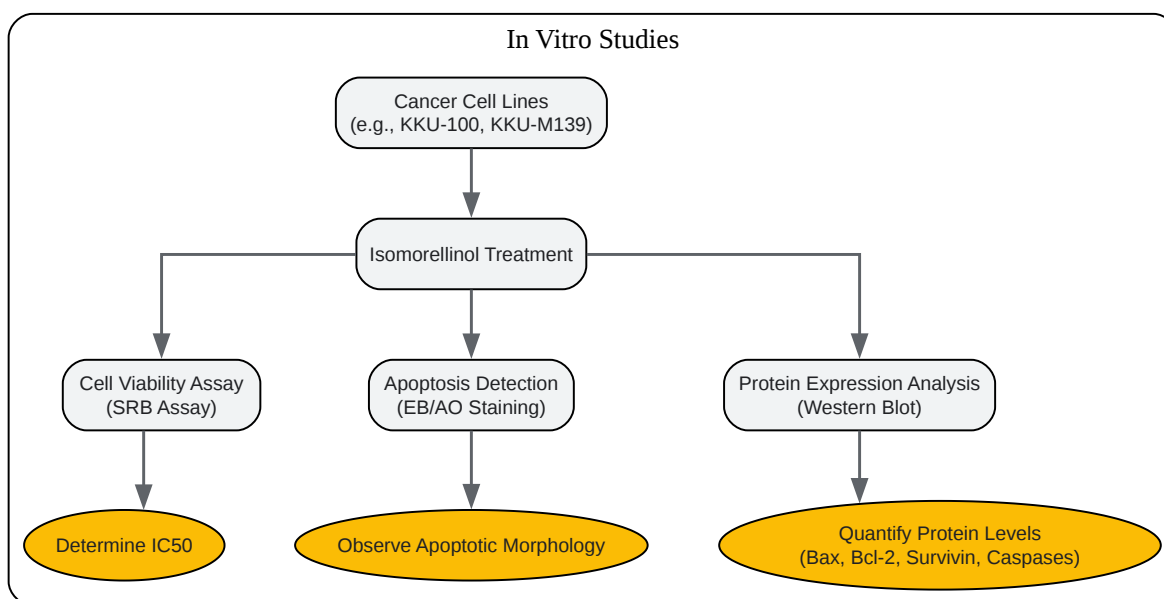 In Vitro Studies
Cancer Cell Lines
(e.g., KKU-100, KKU-M139)
Isomorellinol Treatment
Cell Viability Assay
(SRB Assay)
Apoptosis Detection
(EB/AO Staining)
Protein Expression Analysis
(Western Blot)
Determine IC50
Observe Apoptotic Morphology
Quantify Protein Levels
(Bax, Bcl-2, Survivin, Caspases)